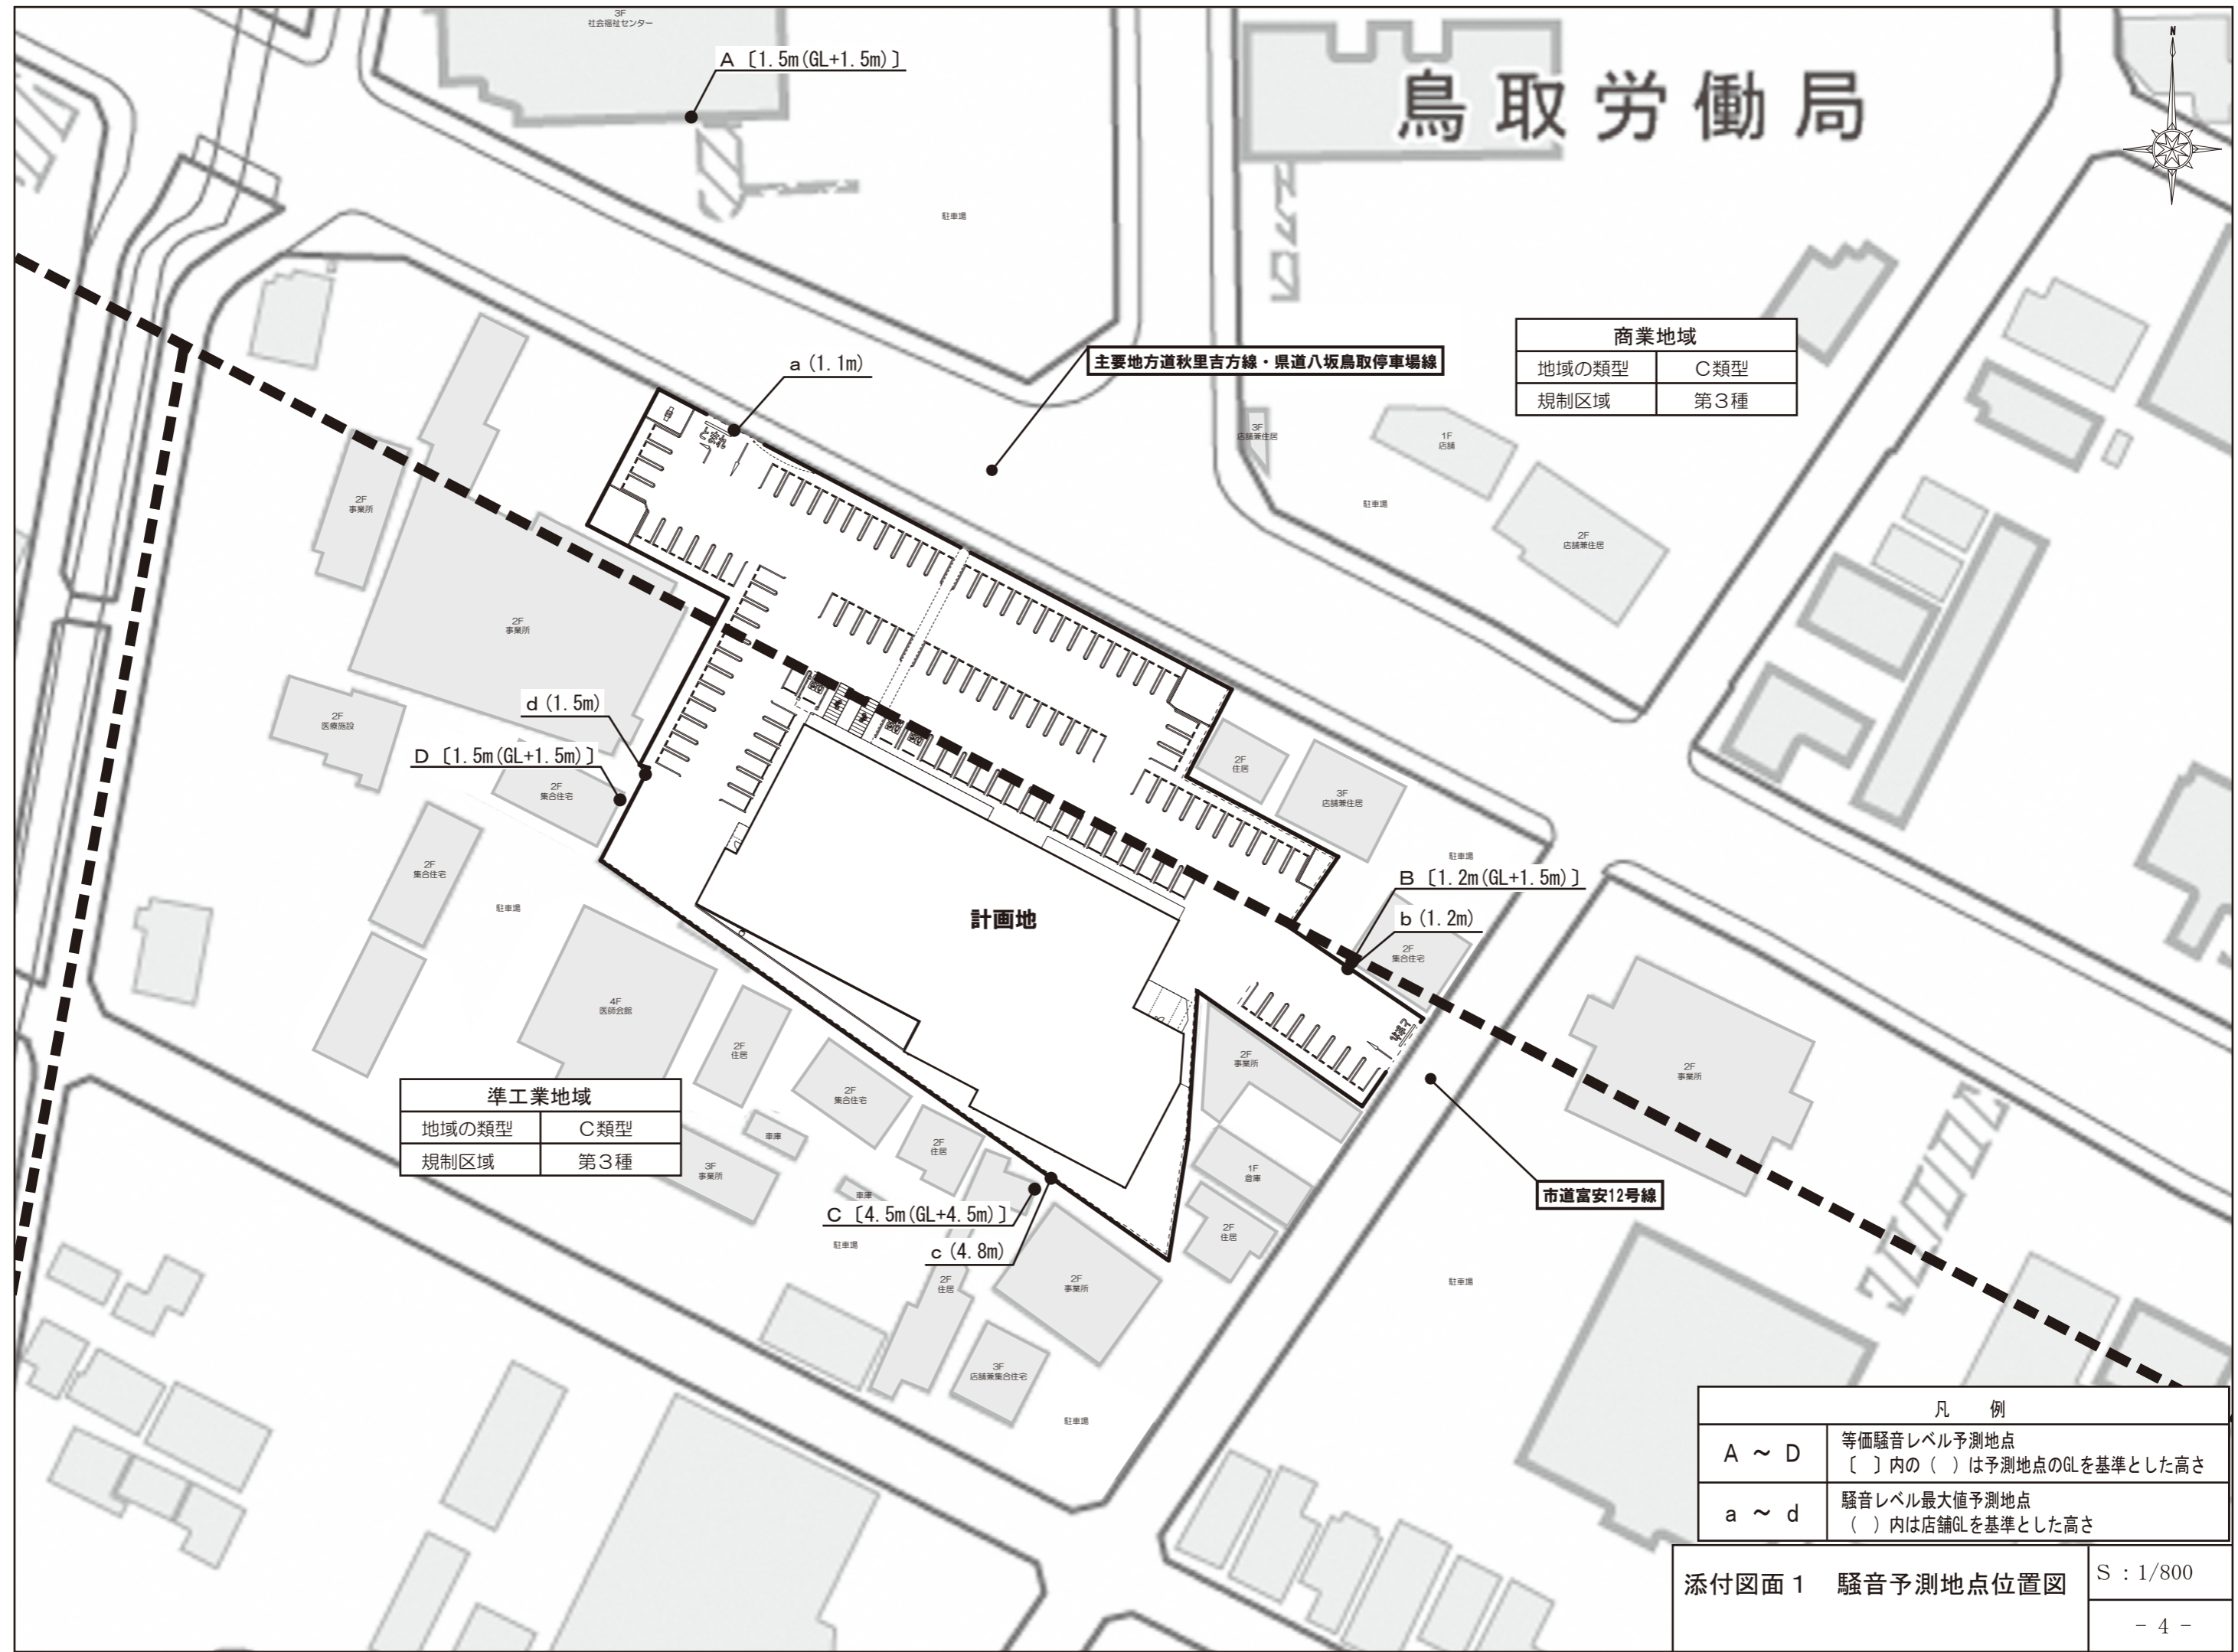 3F
社会福祉センター
A 〔1.5m(GL+1.5m)〕
鳥取労働局
N
駐車場
商業地域
地域の類型 C類型
規制区域 第3種
主要地方道秋里吉方線・県道八坂鳥取停車場線
a (1.1m)
3F
店舗兼住居
1F
店舗
駐車場
2F
店舗兼住居
2F
事業所
2F
事業所
止まれ
d (1.5m)
2F
医療施設
D 〔1.5m(GL+1.5m)〕
2F
集合住宅
2F
住居
3F
店舗兼住居
駐車場
2F
集合住宅
駐車場
B 〔1.2m(GL+1.5m)〕
b (1.2m)
計画地
2F
集合住宅
4F
医師会館
2F
住居
2F
集合住宅
2F
事業所
止まれ
2F
事業所
準工業地域
地域の類型 C類型
規制区域 第3種
3F
事業所
車庫
2F
住居
1F
倉庫
車庫
C 〔4.5m(GL+4.5m)〕
市道富安12号線
駐車場
c (4.8m)
2F
住居
2F
住居
2F
事業所
駐車場
3F
店舗兼集合住宅
駐車場
凡 例
A ~ D 等価騒音レベル予測地点
〔 〕内の( )は予測地点のGLを基準とした高さ
a ~ d 騒音レベル最大値予測地点
( )内は店舗GLを基準とした高さ
添付図面1 騒音予測地点位置図
S : 1/800
- 4 -